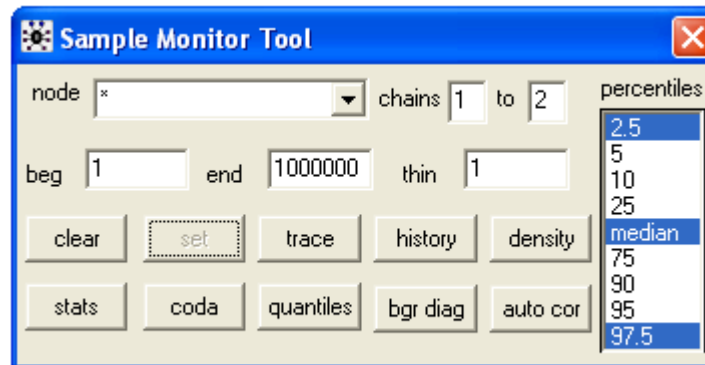 Sample Monitor Tool
node * chains 1 to 2
percentiles
2.5
5
10
25
median
75
90
95
97.5
beg 1 end 1000000 thin 1
clear set trace history density
stats coda quantiles bgr diag auto cor